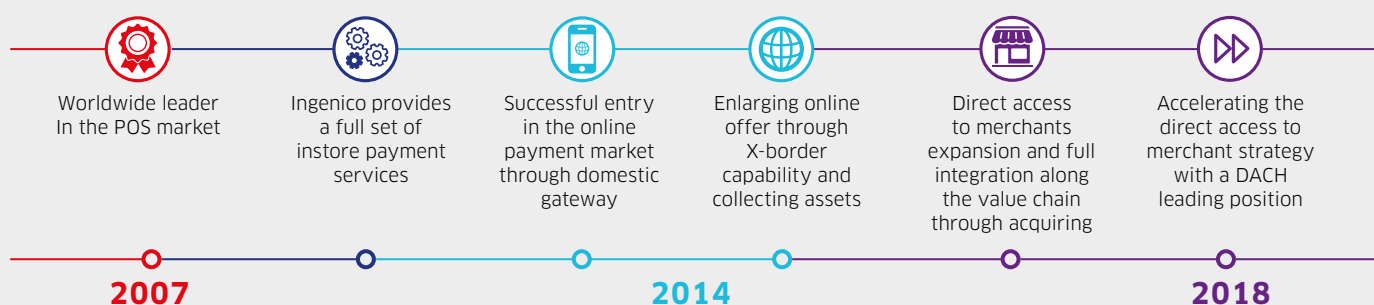 Worldwide leader
In the POS market
Ingenico provides
a full set of
instore payment
services
Successful entry
in the online
payment market
through domestic
gateway
Enlarging online
offer through
X-border
capability and
collecting assets
Direct access
to merchants
expansion and full
integration along
the value chain
through acquiring
Accelerating the
direct access to
merchant strategy
with a DACH
leading position
2007
2014
2018